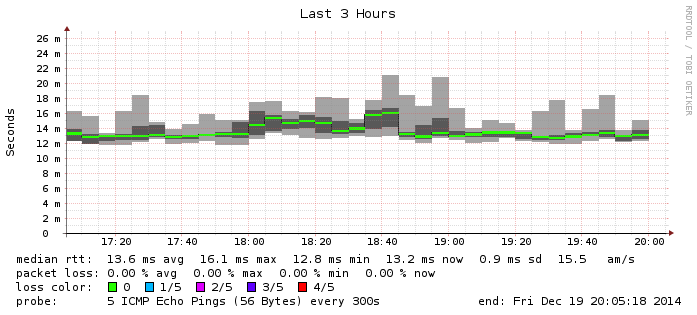 Last 3 Hours
RRDTOOL / TOBI OETIKER
Seconds
26 m
24 m
22 m
20 m
18 m
16 m
14 m
12 m
10 m
8 m
6 m
4 m
2 m
0
17:20 17:40 18:00 18:20 18:40 19:00 19:20 19:40 20:00
median rtt: 13.6 ms avg 16.1 ms max 12.8 ms min 13.2 ms now 0.9 ms sd 15.5 am/s
packet loss: 0.00 % avg 0.00 % max 0.00 % min 0.00 % now
loss color: 0 1/5 2/5 3/5 4/5
probe: 5 ICMP Echo Pings (56 Bytes) every 300s end: Fri Dec 19 20:05:18 2014